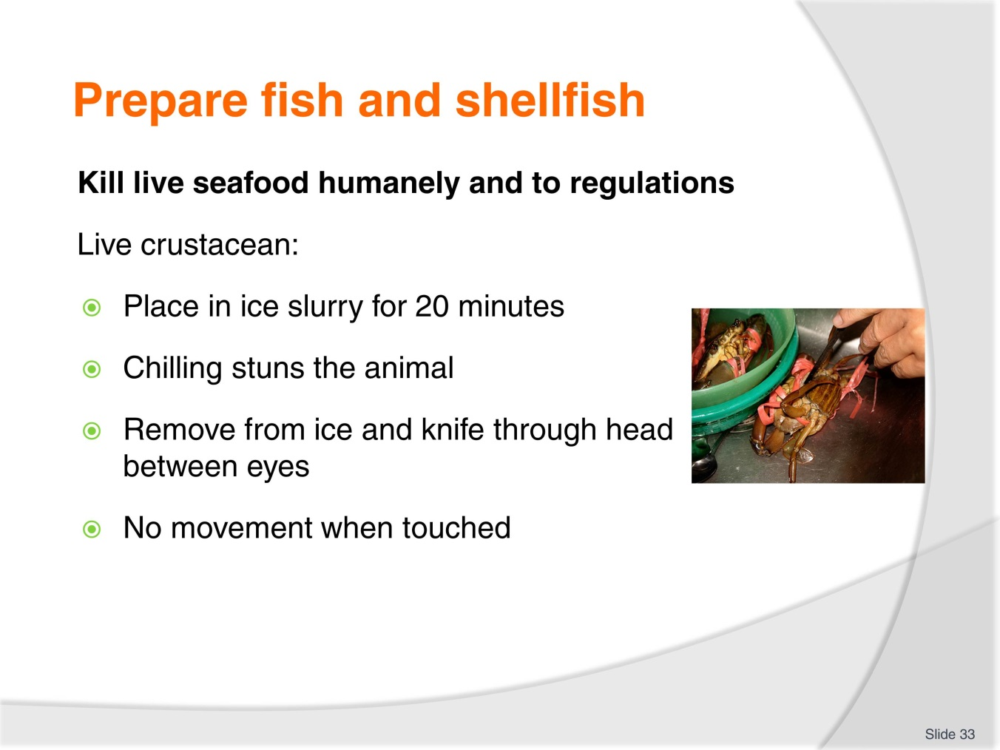 Prepare fish and shellfish
Kill live seafood humanely and to regulations
Live crustacean:
Place in ice slurry for 20 minutes
Chilling stuns the animal
Remove from ice and knife through head
between eyes
No movement when touched
Slide 33